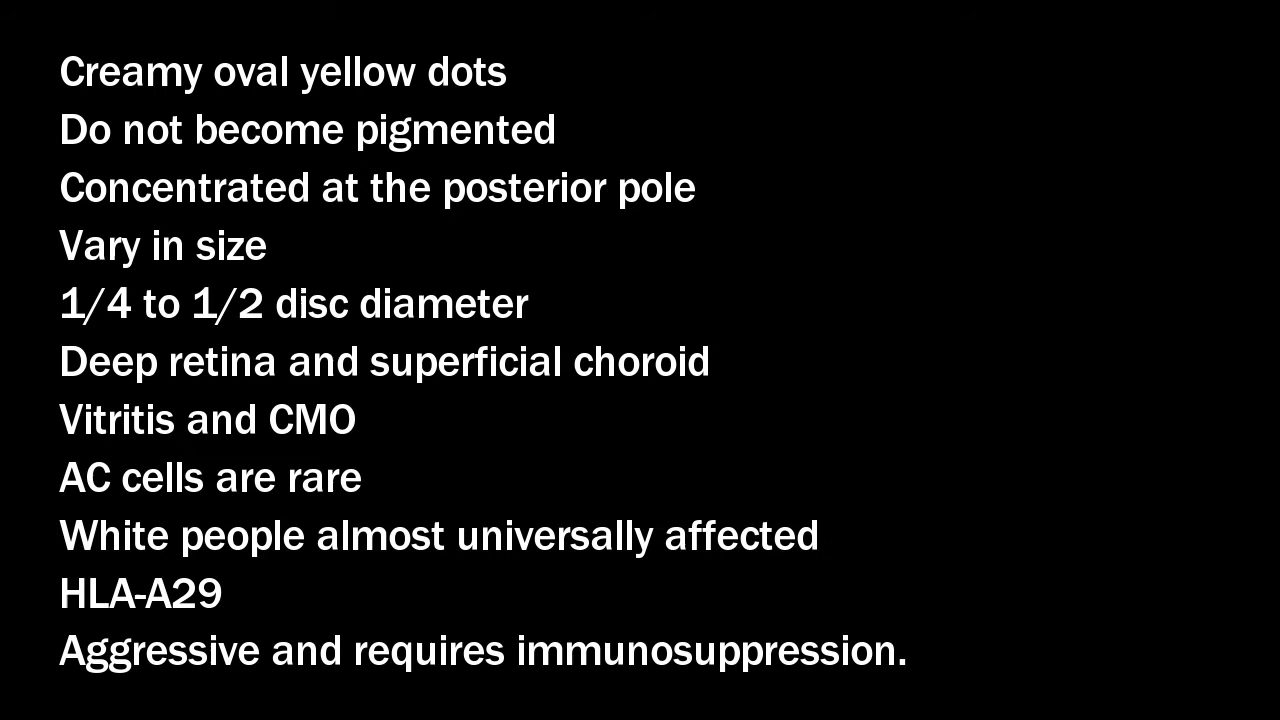 Creamy oval yellow dots
Do not become pigmented
Concentrated at the posterior pole
Vary in size
1/4 to 1/2 disc diameter
Deep retina and superficial choroid
Vitritis and CMO
AC cells are rare
White people almost universally affected
HLA-A29
Aggressive and requires immunosuppression.